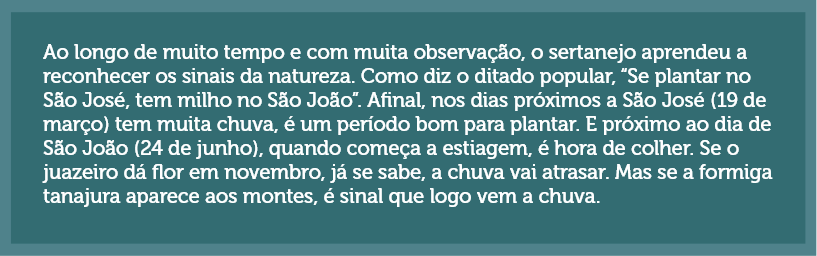 Ao longo de muito tempo e com muita observação, o sertanejo aprendeu a
reconhecer os sinais da natureza. Como diz o ditado popular, “Se plantar no
São José, tem milho no São João”. Afinal, nos dias próximos a São José (19 de
março) tem muita chuva, é um período bom para plantar. E próximo ao dia de
São João (24 de junho), quando começa a estiagem, é hora de colher. Se o
juazeiro dá flor em novembro, já se sabe, a chuva vai atrasar. Mas se a formiga
tanajura aparece aos montes, é sinal que logo vem a chuva.